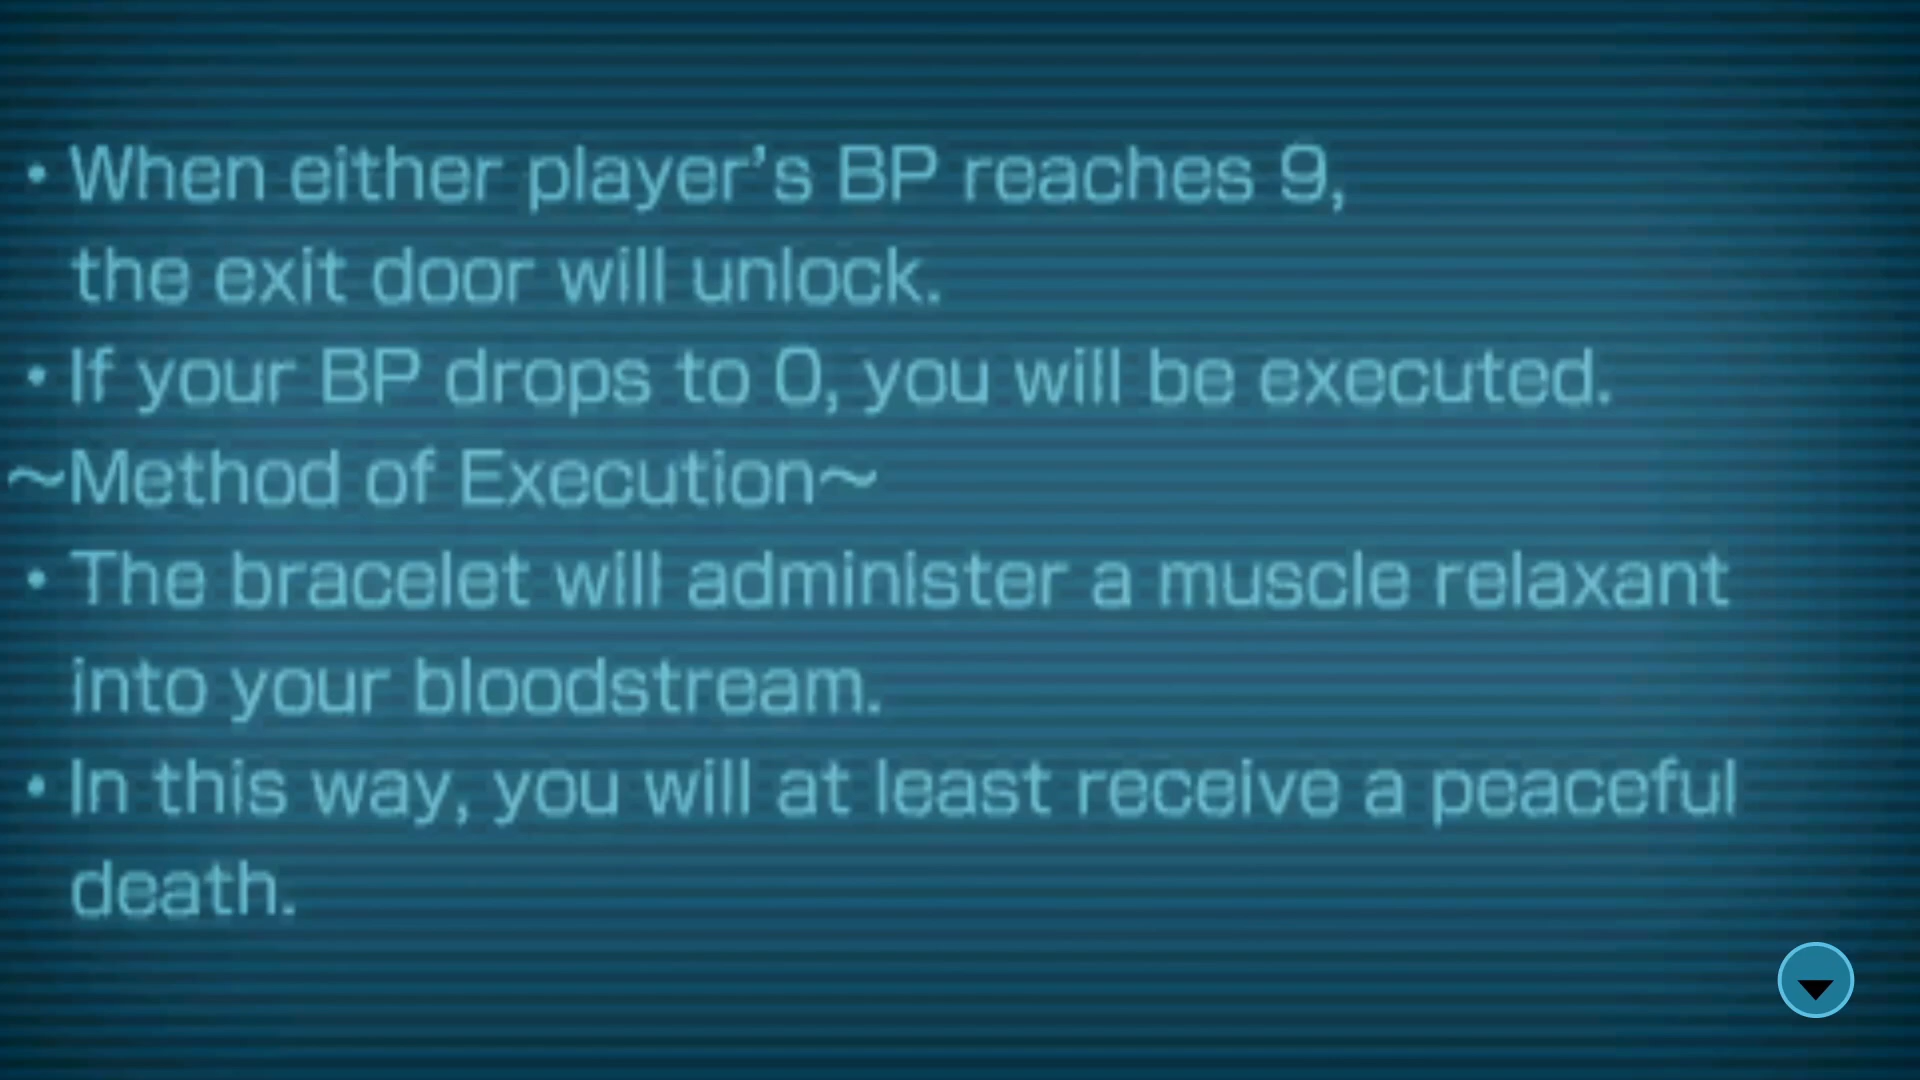 • When either player’s BP reaches 9,
the exit door will unlock.
• If your BP drops to 0, you will be executed.
~Method of Execution~
• The bracelet will administer a muscle relaxant
into your bloodstream.
• In this way, you will at least receive a peaceful
death.